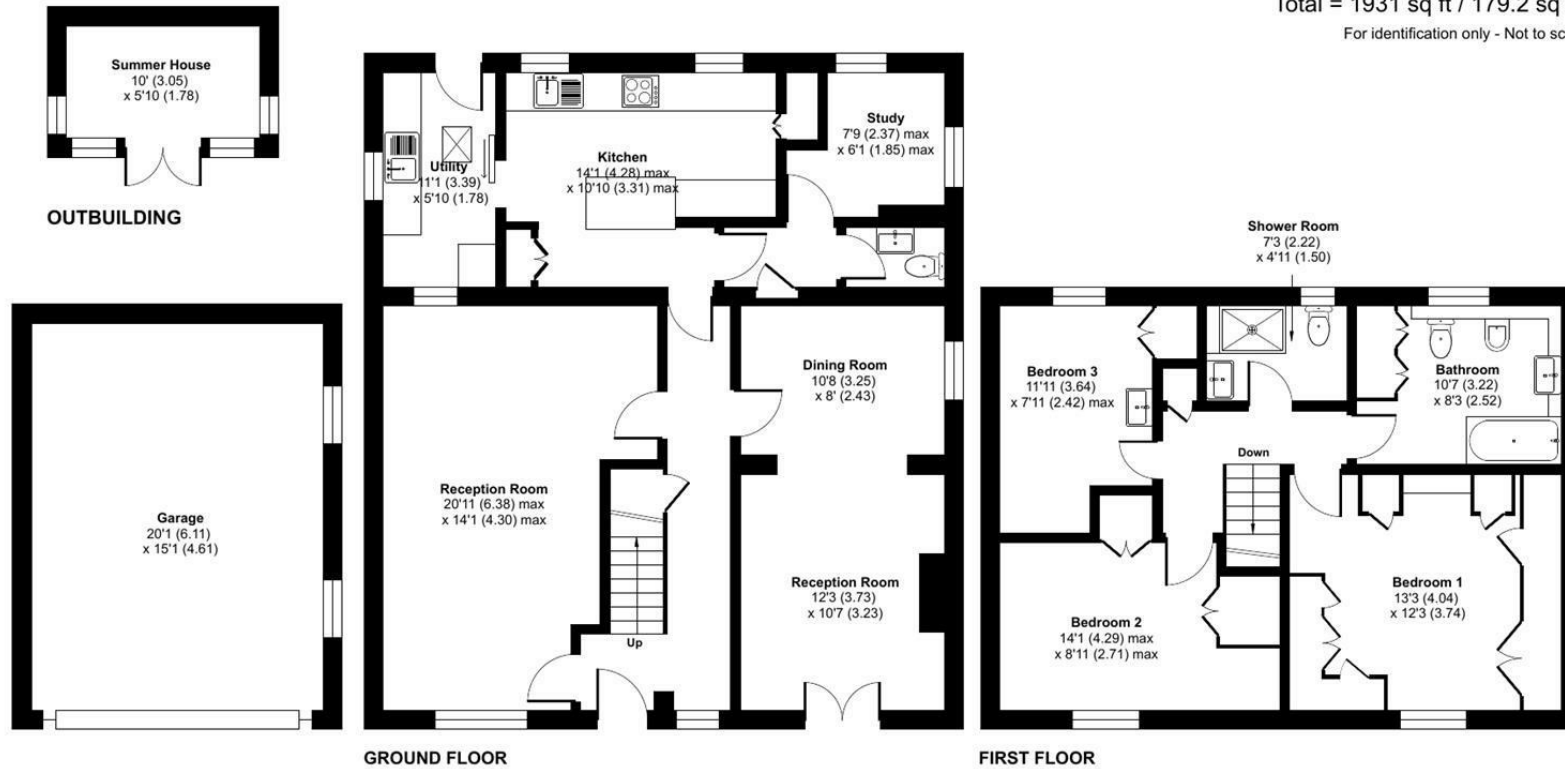 Total = 1931 sq ft / 179.2 sq
For identification only - Not to sc
Summer House
10' (3.05)
x 5'10 (1.78)
OUTBUILDING
Utility
11'1 (3.39)
x 5'10 (1.78)
Kitchen
14'1 (4.28) max
x 10'10 (3.31) max
Study
7'9 (2.37) max
x 6'1 (1.85) max
Shower Room
7'3 (2.22)
x 4'11 (1.50)
Garage
20'1 (6.11)
x 15'1 (4.61)
Reception Room
20'11 (6.38) max
x 14'1 (4.30) max
Up
Dining Room
10'8 (3.25)
x 8' (2.43)
Reception Room
12'3 (3.73)
x 10'7 (3.23)
GROUND FLOOR
Bedroom 3
11'11 (3.64)
x 7'11 (2.42) max
Bathroom
10'7 (3.22)
x 8'3 (2.52)
Down
Bedroom 2
14'1 (4.29) max
x 8'11 (2.71) max
Bedroom 1
13'3 (4.04)
x 12'3 (3.74)
FIRST FLOOR